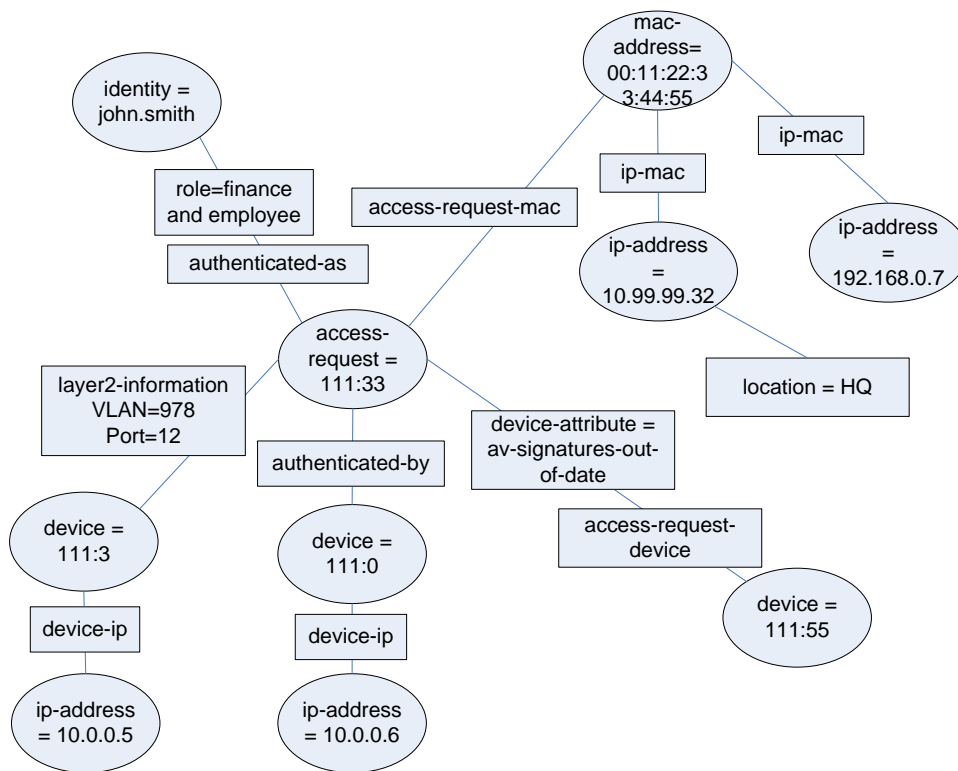 mac-
address=
00:11:22:3
3:44:55
identity =
john.smith
ip-mac
ip-mac
role=finance
and employee
access-request-mac
ip-address
=
10.99.99.32
ip-address
=
192.168.0.7
authenticated-as
access-
request =
111:33
layer2-information
VLAN=978
Port=12
location = HQ
device-attribute =
av-signatures-out-
of-date
authenticated-by
device =
111:3
device =
111:0
access-request-
device
device =
111:55
device-ip
device-ip
ip-address
= 10.0.0.5
ip-address
= 10.0.0.6